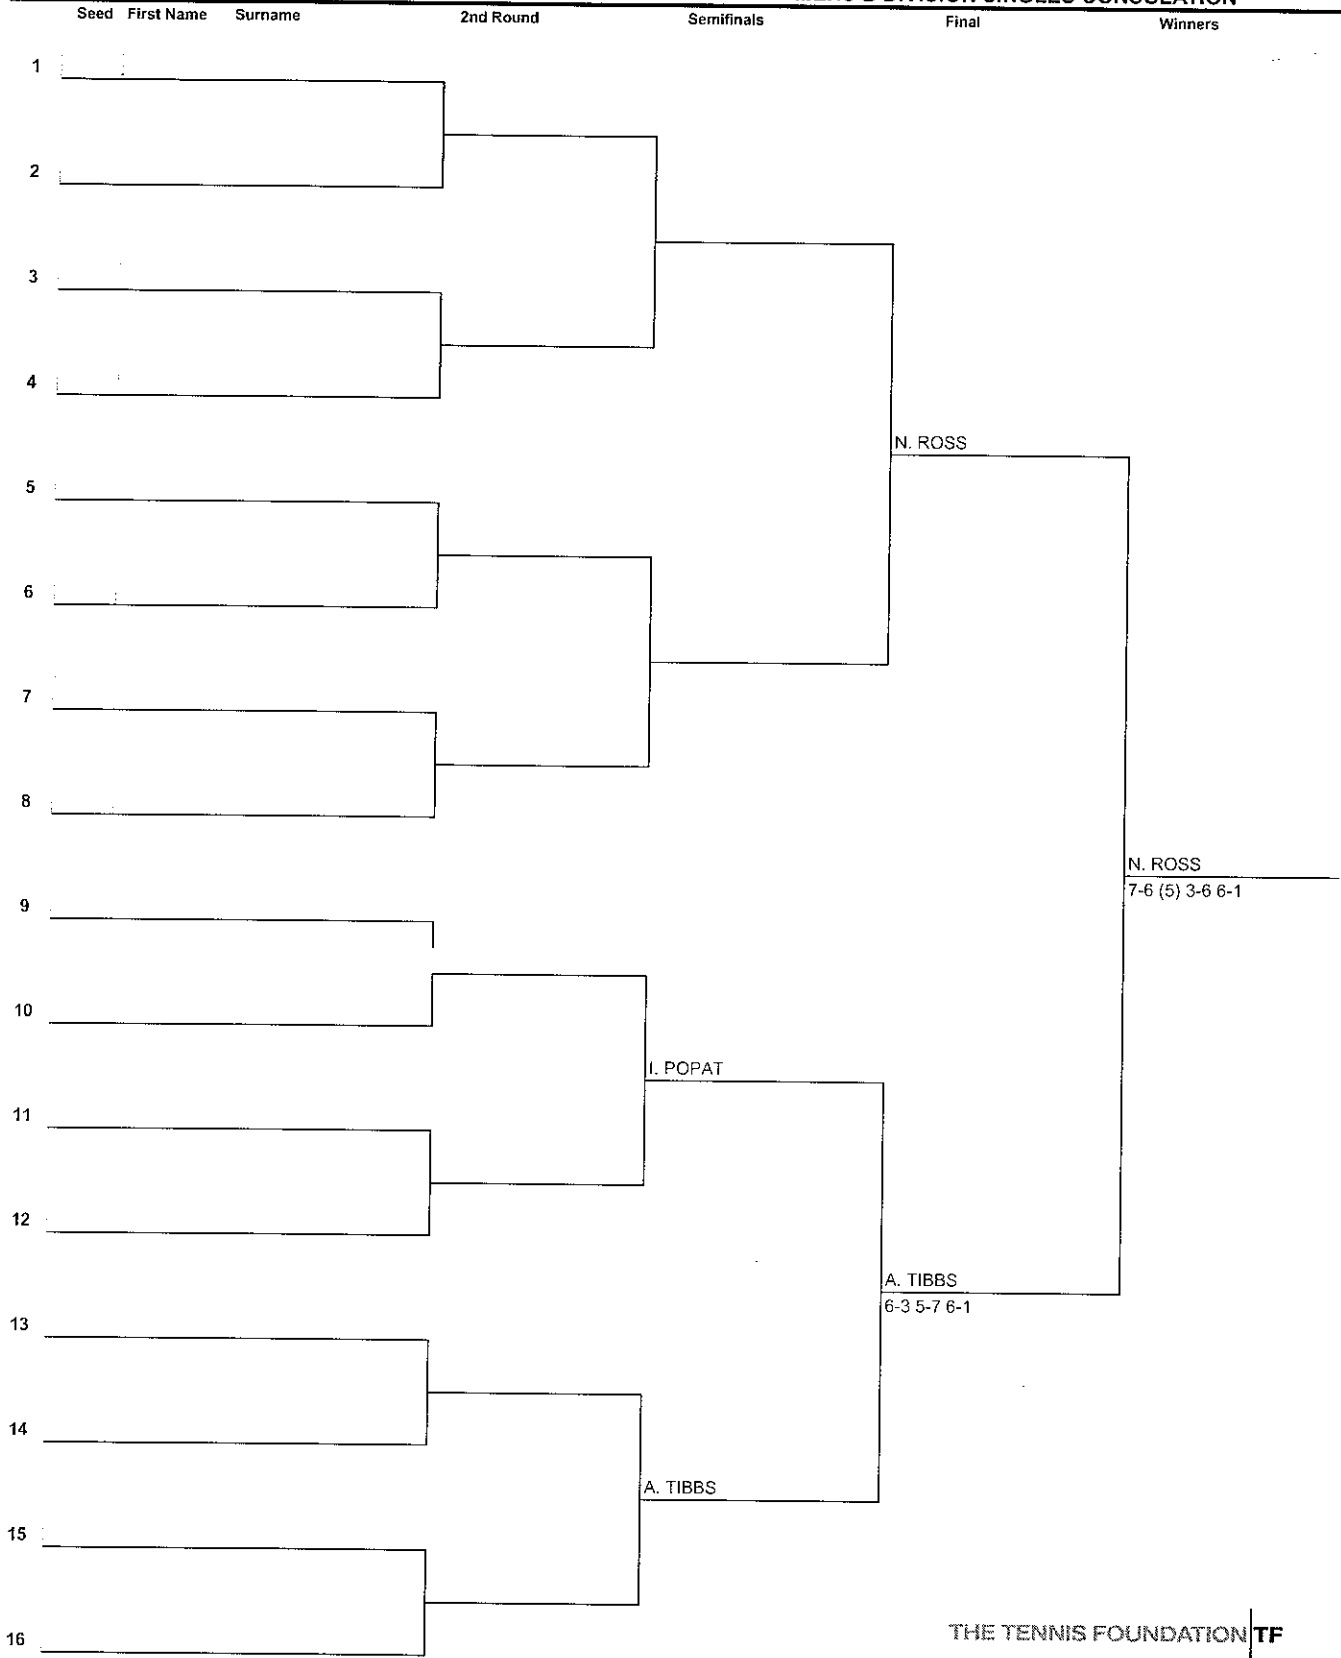 Seed First Name Surname 2nd Round Semifinals Final Winners
1
2
3
4
N. ROSS
5
6
7
8
N. ROSS
7-6 (5) 3-6 6-1
9
10
I. POPAT
11
12
A. TIBBS
6-3 5-7 6-1
13
14
A. TIBBS
15
16
THE TENNIS FOUNDATION TF